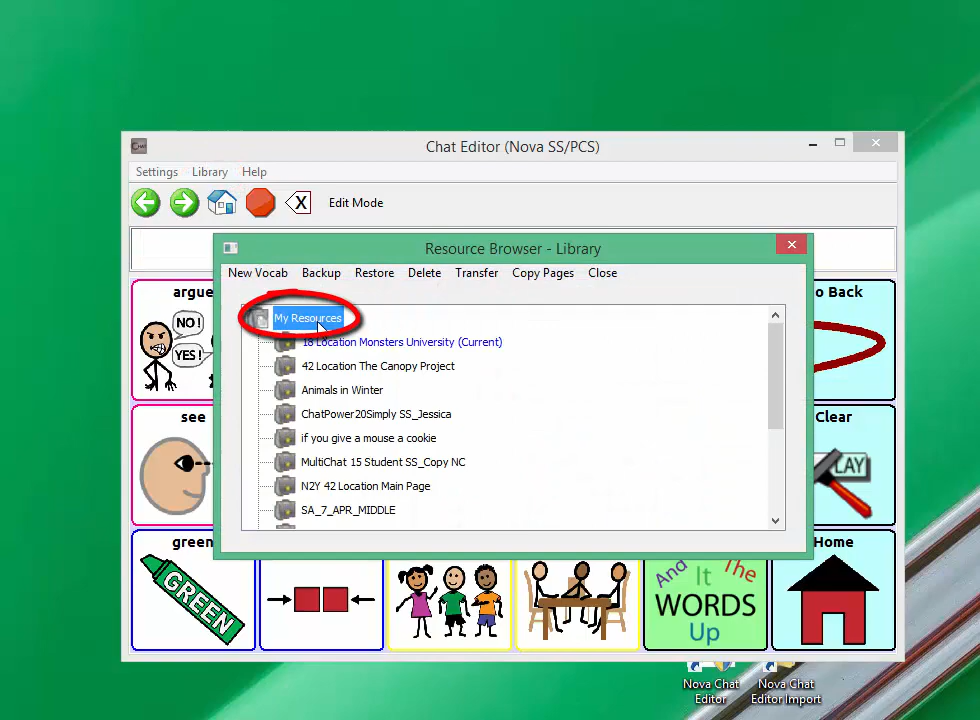 Chat Editor (Nova SS/PCS)
Settings Library Help
X Edit Mode
Resource Browser - Library
New Vocab Backup Restore Delete Transfer Copy Pages Close
My Resources
18 Location Monsters University (Current)
42 Location The Canopy Project
Animals in Winter
ChatPower20Simply SS_Jessica
if you give a mouse a cookie
MultiChat 15 Student SS_Copy NC
N2Y 42 Location Main Page
SA_7_APR_MIDDLE
argue
NO!
YES!
o Back
see
Clear
LAY
green
GREEN
And It The
WORDS
Up
Home
Nova Chat
Editor
Nova Chat
Editor Import